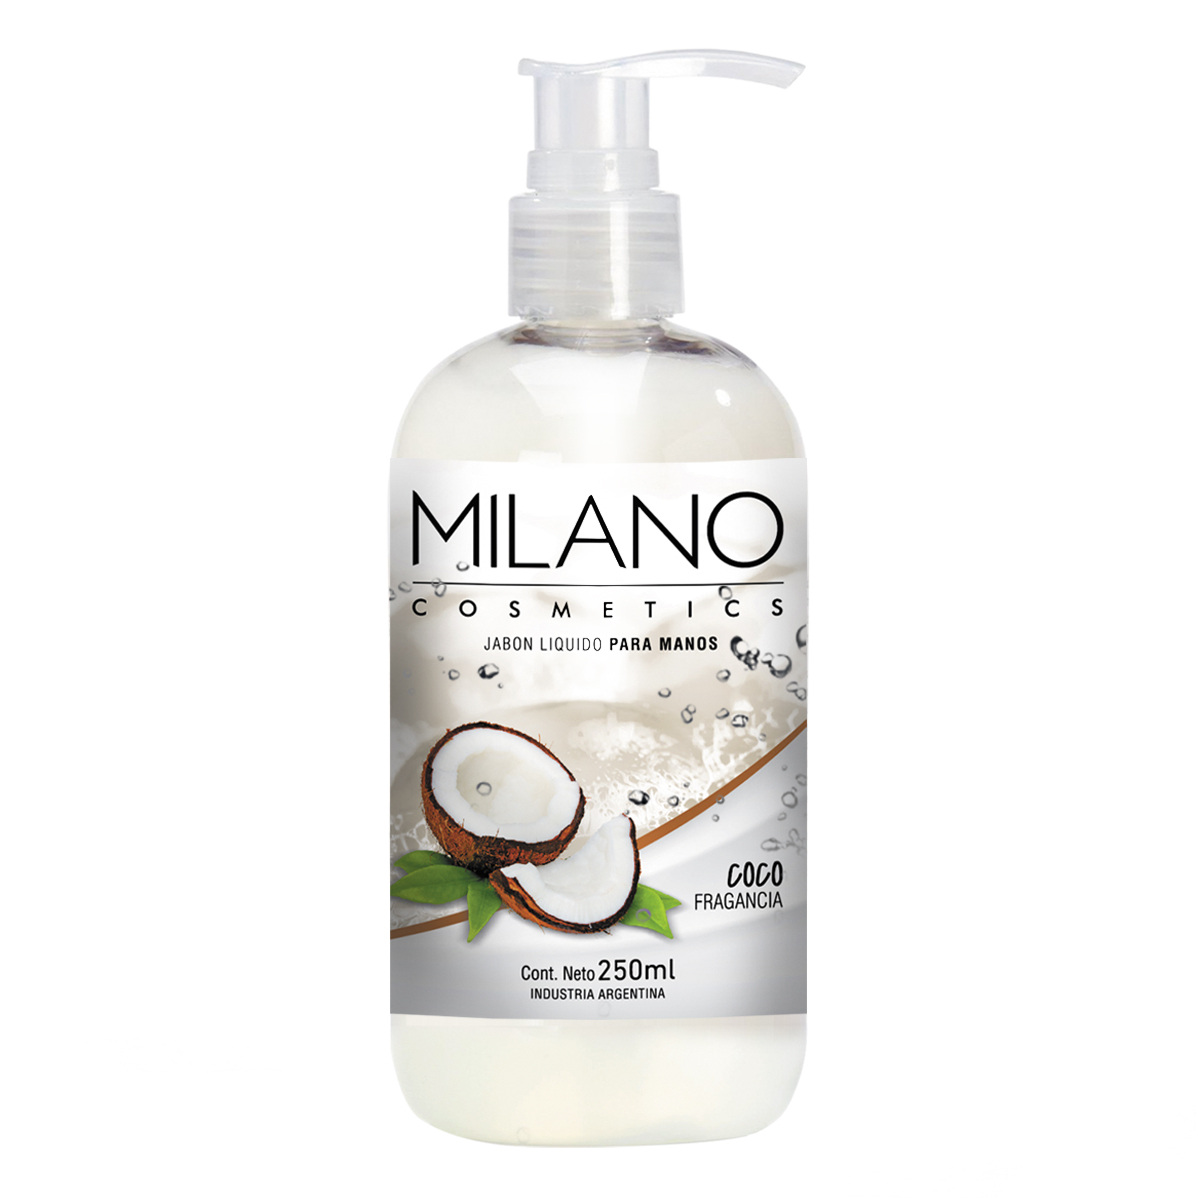 MILANO
COSMETICS
JABON LIQUIDO PARA MANOS
COCO
FRAGANCIA
Cont. Neto 250ml
INDUSTRIA ARGENTINA